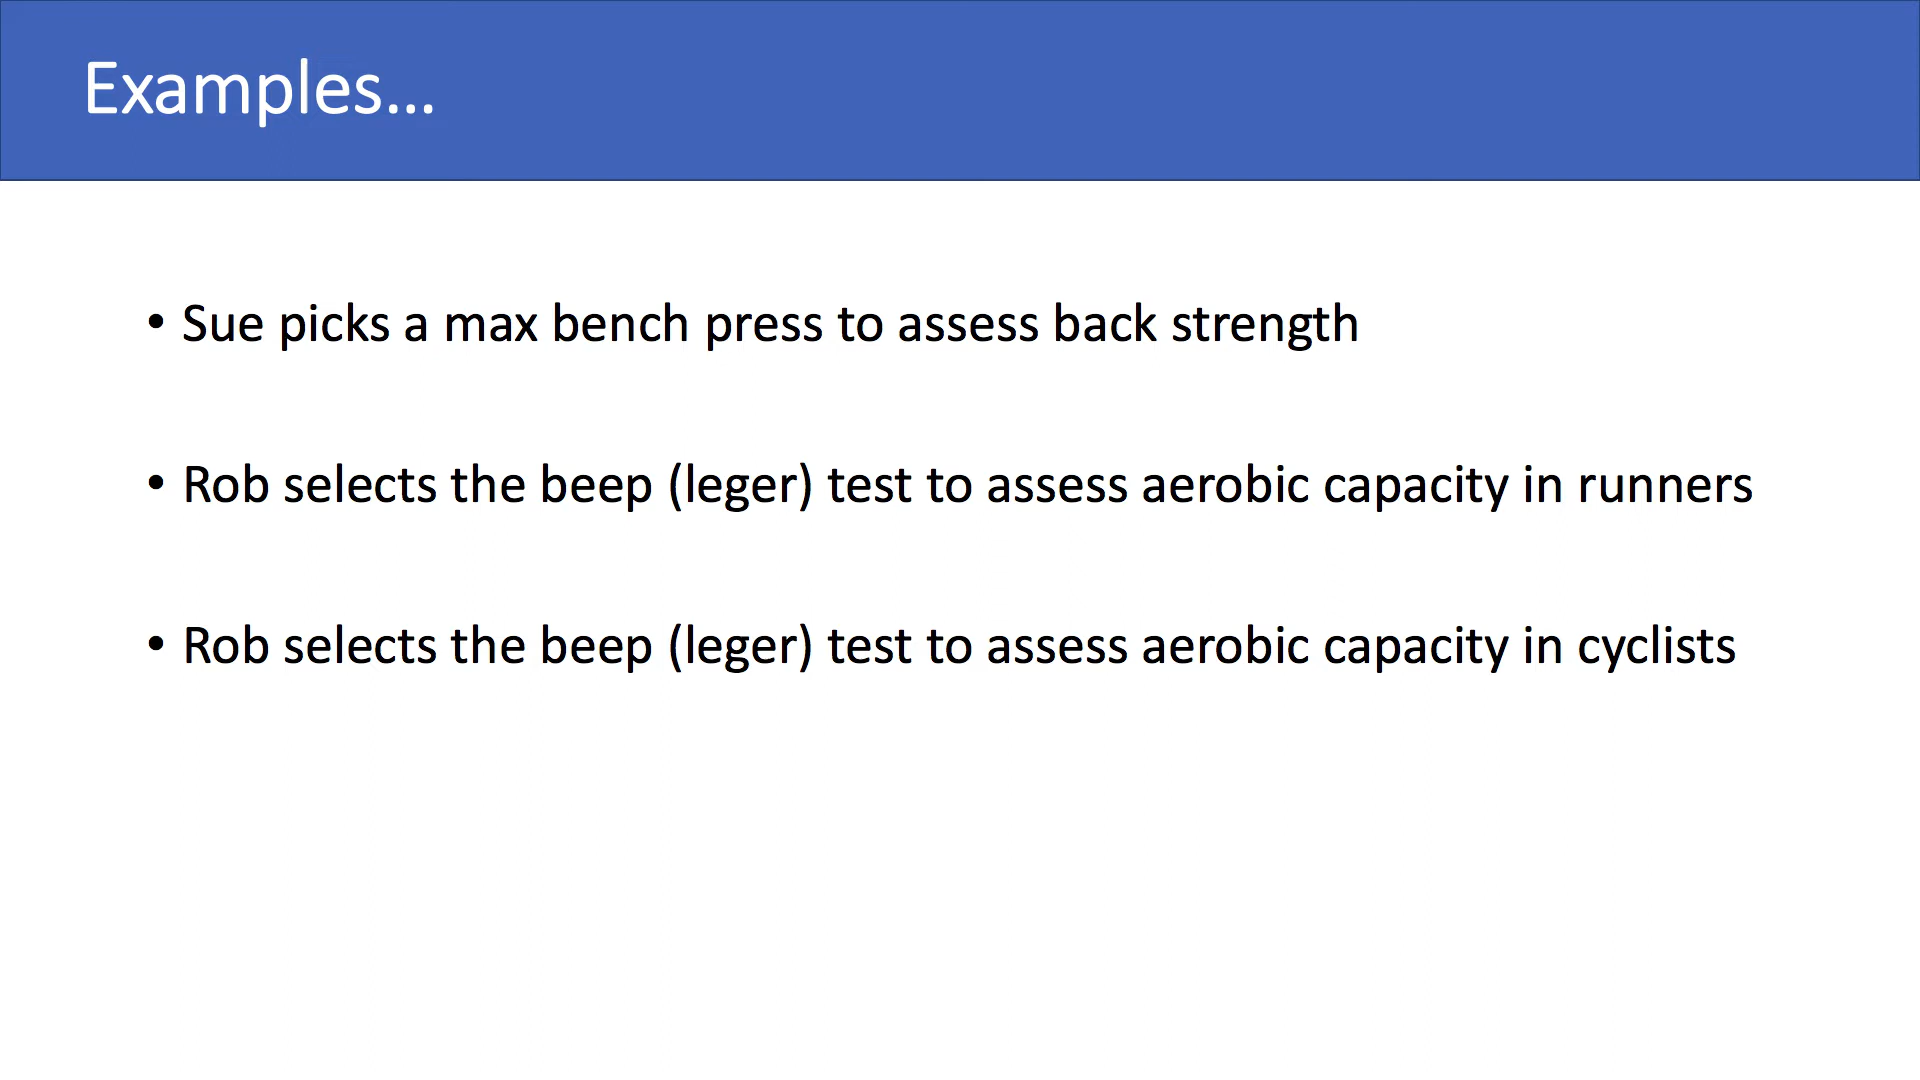 Examples...
• Sue picks a max bench press to assess back strength
• Rob selects the beep (leger) test to assess aerobic capacity in runners
• Rob selects the beep (leger) test to assess aerobic capacity in cyclists